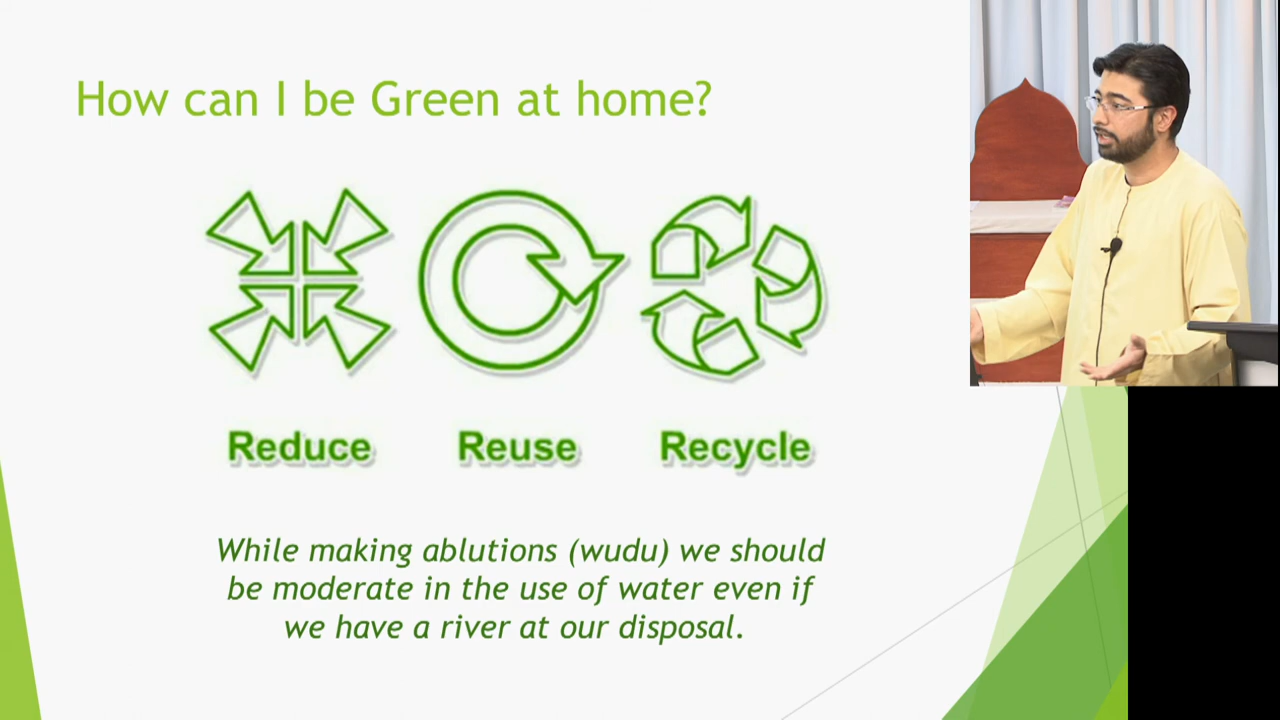 How can I be Green at home?
Reduce Reuse Recycle
While making ablutions (wudu) we should
be moderate in the use of water even if
we have a river at our disposal.